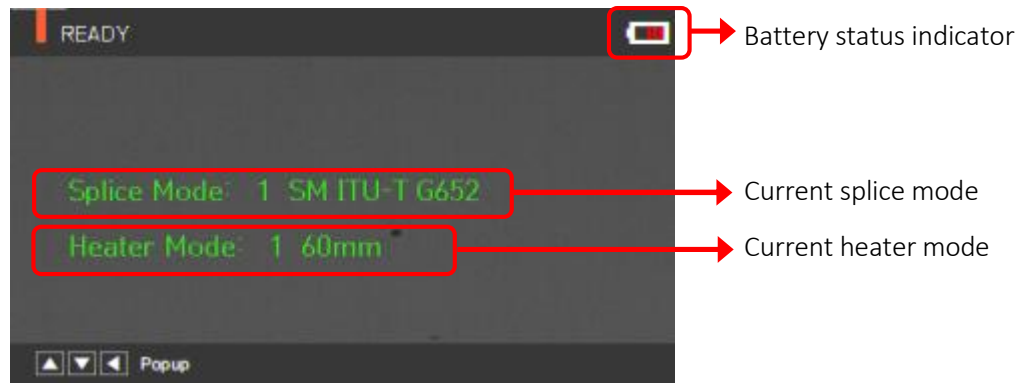 READY
Battery status indicator
Splice Mode: 1 SM ITU-T G652
Current splice mode
Heater Mode: 1 60mm
Current heater mode
Popup